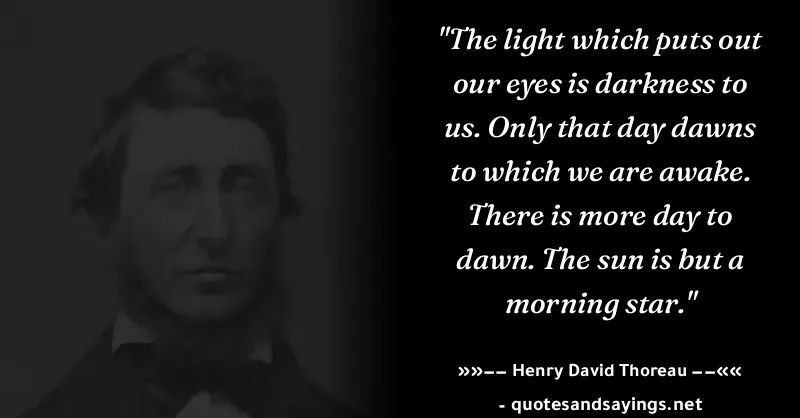 "The light which puts out
our eyes is darkness to
us. Only that day dawns
to which we are awake.
There is more day to
dawn. The sun is but a
morning star."
»»−− Henry David Thoreau −−««
- quotesandsayings.net